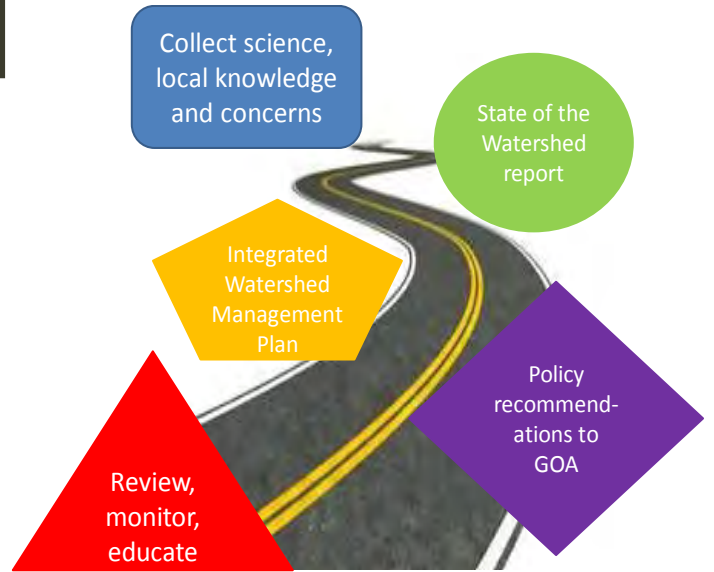 Collect science,
local knowledge
and concerns
State of the
Watershed
report
Integrated
Watershed
Management
Plan
Policy
recommend-
ations to
GOA
Review,
monitor,
educate